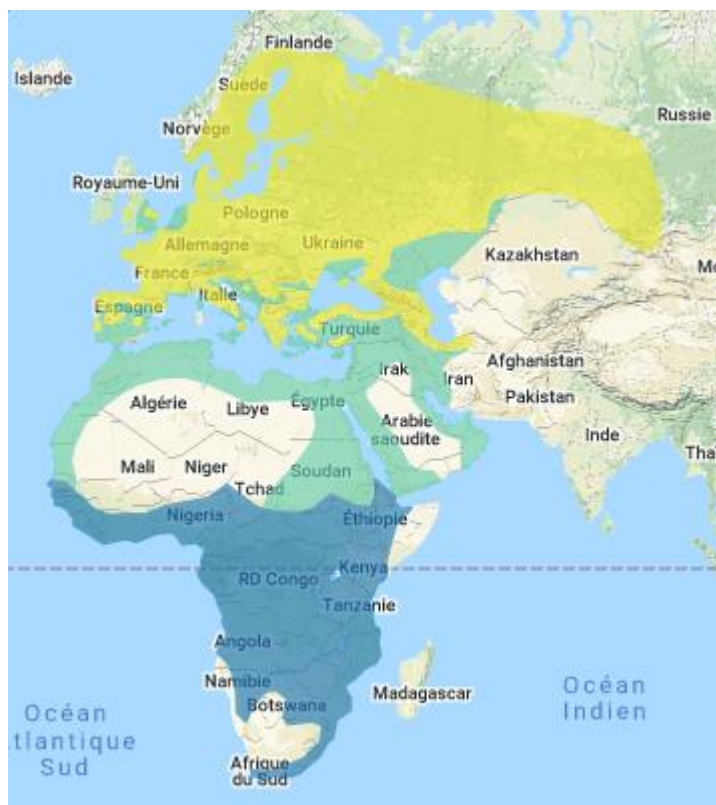 Finlande
Islande
Suède
Russie
Norvège
Royaume-Uni
Pologne
Allemagne
Ukraine
Kazakhstan
France
Italie
Espagne
Turquie
Irak
Afghanistan
Iran
Algérie
Libye
Égypte
Pakistan
Arabie
saoudite
Inde
Mali
Niger
Soudan
Tchad
Nigeria
Éthiopie
Kenya
RD Congo
Tanzanie
Angola
Namibie
Madagascar
Botswana
Océan
Indien
Océan
tlantique
Sud
Afrique
du Sud